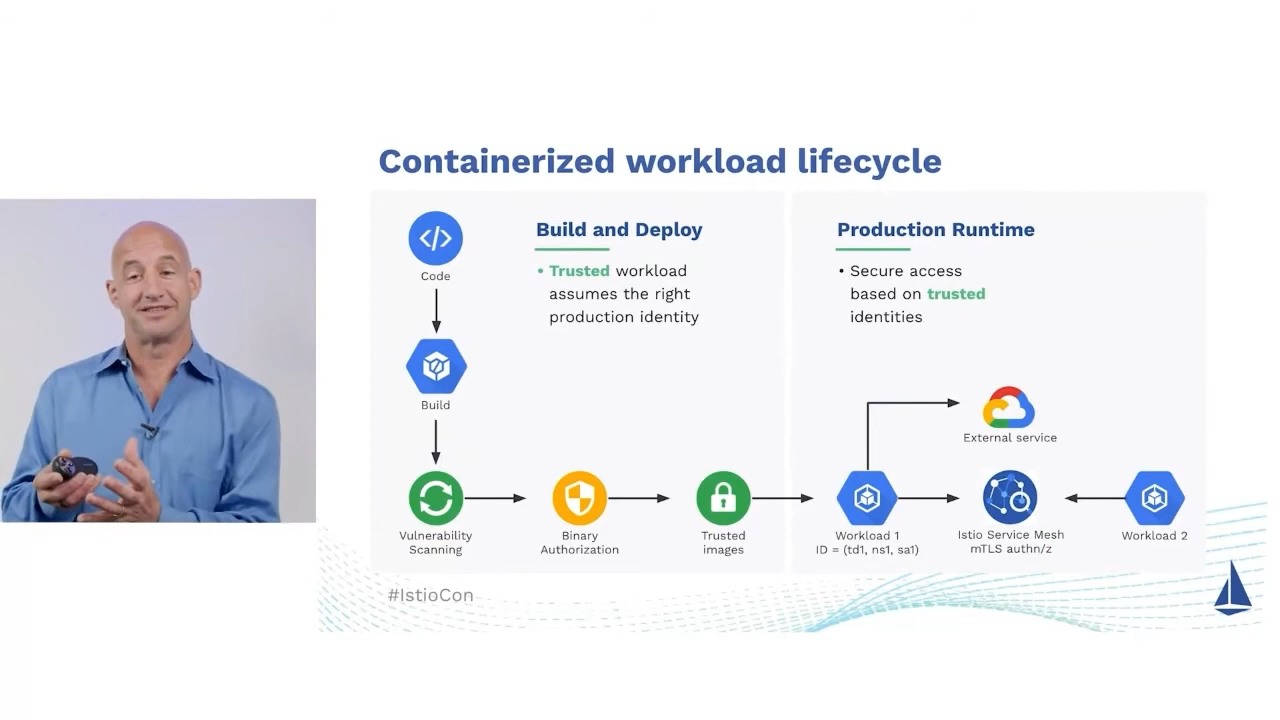 Containerized workload lifecycle
Code
Build
Vulnerability
Scanning
Binary
Authorization
Trusted
images
Build and Deploy
• Trusted workload
assumes the right
production identity
Production Runtime
• Secure access
based on trusted
identities
External service
Workload 1
ID = (td1, ns1, sa1)
Istio Service Mesh
mTLS authn/z
Workload 2
#IstioCon